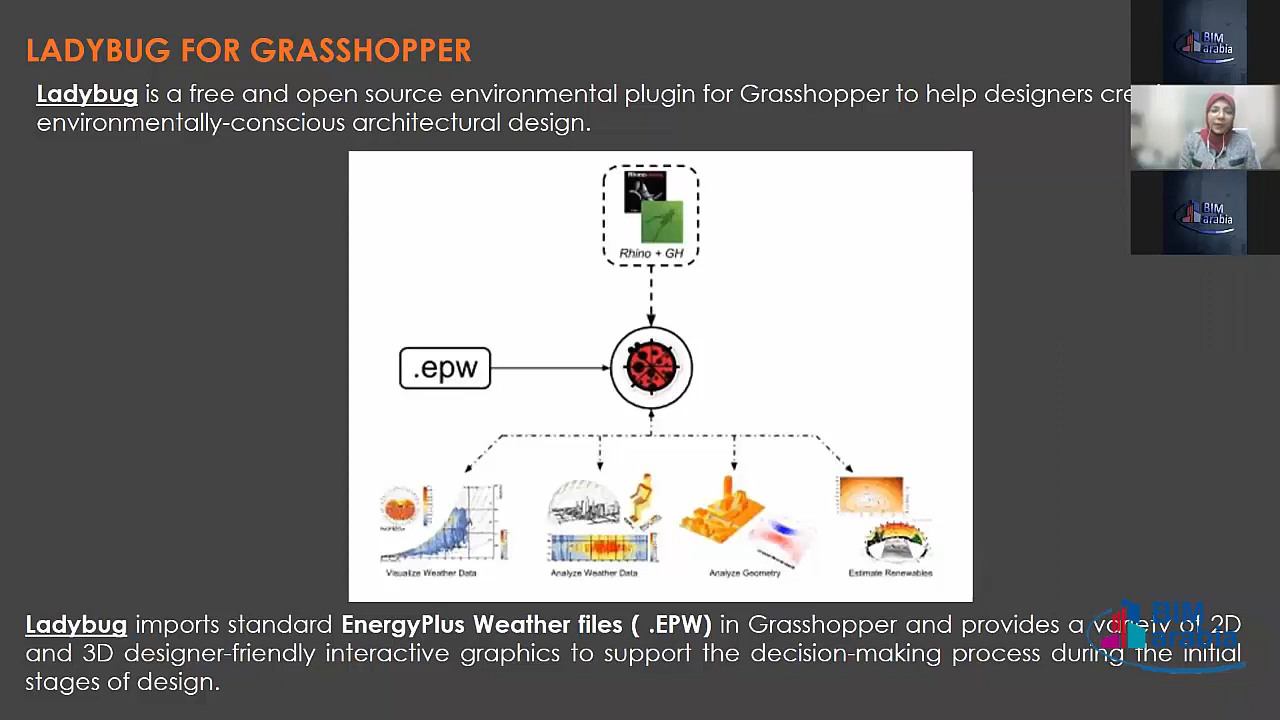 LADYBUG FOR GRASSHOPPER
Ladybug is a free and open source environmental plugin for Grasshopper to help designers
environmentally-conscious architectural design.
BIM
arabia
BIM
arabia
Rhino + GH
.epw
Visualize Weather Data
Analyze Weather Data
Analyze Geometry
Estimate Renewables
Ladybug imports standard EnergyPlus Weather files ( .EPW) in Grasshopper and provides a variety of 2D
and 3D designer-friendly interactive graphics to support the decision-making process during the initial
stages of design.
BIM
arabia